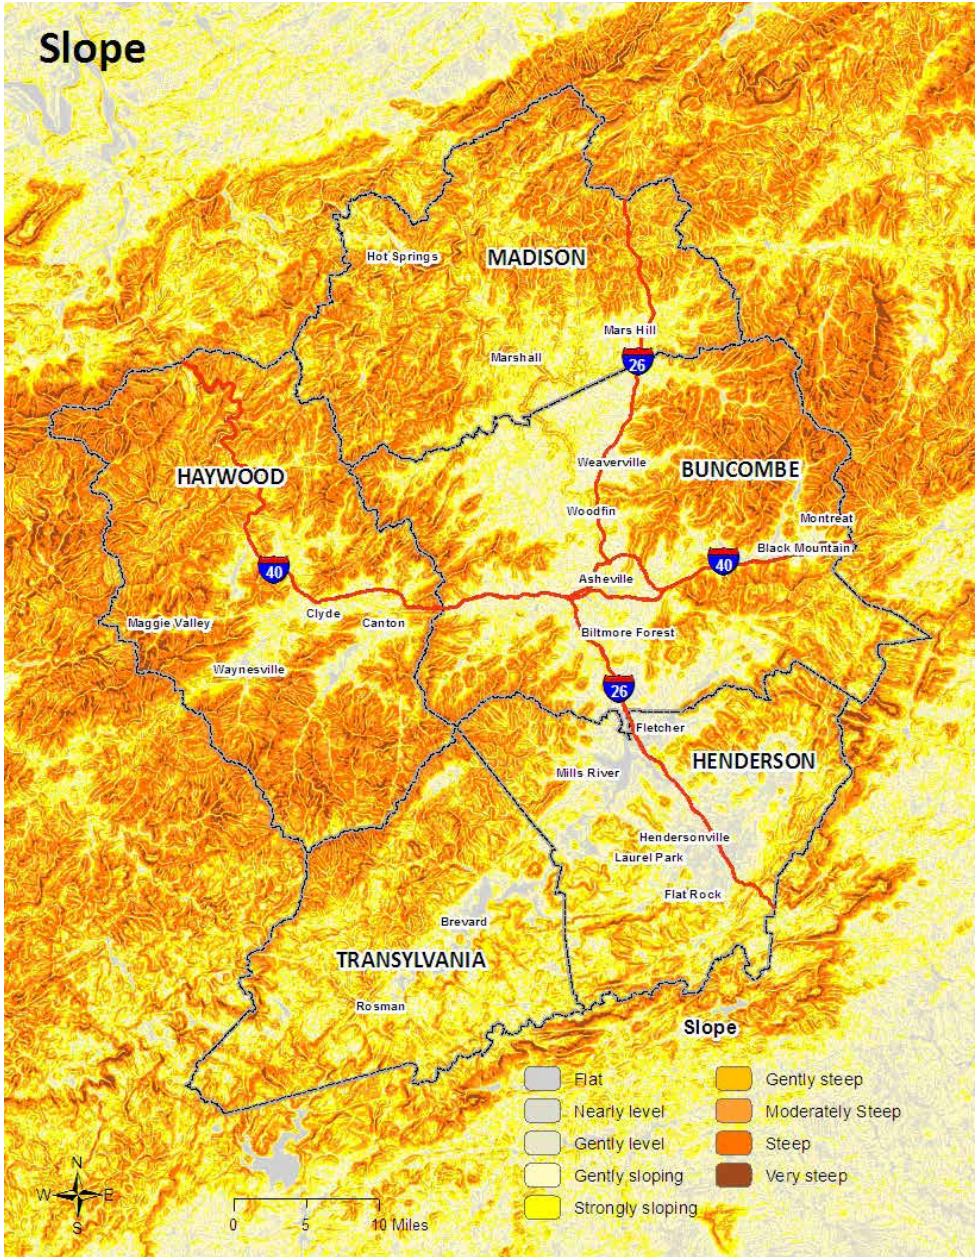 Slope
Hot Springs
MADISON
Mars Hill
Marshall
26
Weaverville
BUNCOMBE
HAYWOOD
Woodfin
Montreat
Black Mountain
40
40
Asheville
Clyde
Canton
Maggie Valley
Biltmore Forest
Waynesville
26
Fletcher
HENDERSON
Mills River
Hendersonville
Laurel Park
Flat Rock
Brevard
TRANSYLVANIA
Rosman
Slope
Flat
Nearly level
Gently level
Gently sloping
Strongly sloping
Gently steep
Moderately Steep
Steep
Very steep
N
W E
S
0 5 10 Miles